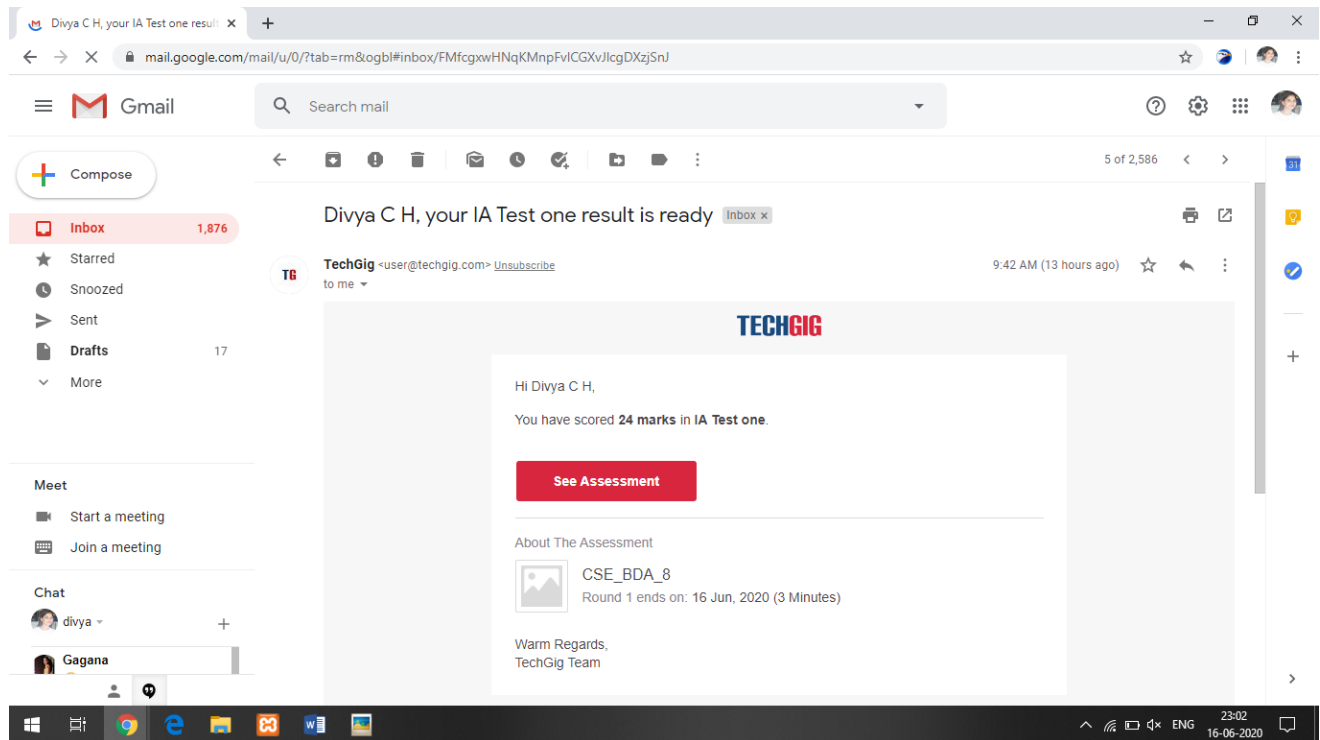 Divya C H, your IA Test one result
mail.google.com/mail/u/0/?tab=rm&ogbl#inbox/FMfcgxwHNqKMnpFvlCGXvJlcgDXzjSnJ
Gmail
Search mail
Compose
5 of 2,586
31
Inbox 1,876
Starred
Snoozed
Sent
Drafts 17
More
Divya C H, your IA Test one result is ready Inbox x
TG
TechGig <user@techgig.com> Unsubscribe 9:42 AM (13 hours ago)
to me
TECHGIG
Hi Divya C H,
You have scored 24 marks in IA Test one.
See Assessment
About The Assessment
CSE_BDA_8
Round 1 ends on: 16 Jun, 2020 (3 Minutes)
Warm Regards,
TechGig Team
Meet
Start a meeting
Join a meeting
Chat
divya
Gagana
ENG 23:02
16-06-2020